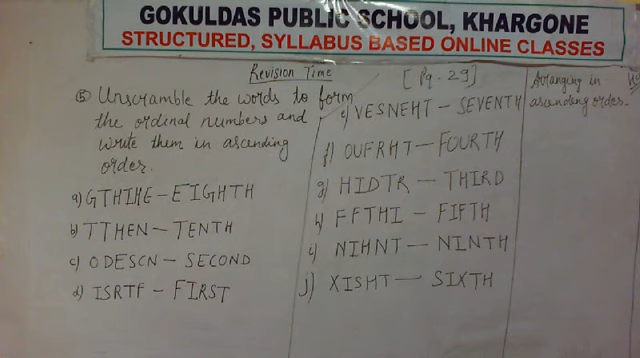 GOKULDAS PUBLIC SCHOOL, KHARGONE
STRUCTURED, SYLLABUS BASED ONLINE CLASSES
Revision Time
[Pg. 29]
⑤ Unscramble the words to form
the ordinal numbers and
write them in ascending
order.
a) GTHIHE – EIGHTH
b) TTHEN – TENTH
c) ODESCN – SECOND
d) ISRTF – FIRST
e) VESNEHT – SEVENTH
f) OUFRHT – FOURTH
g) HIDTR – THIRD
h) FFTHI – FIFTH
i) NIHNT – NINTH
j) XISHT – SIXTH
Arranging in
ascending order.